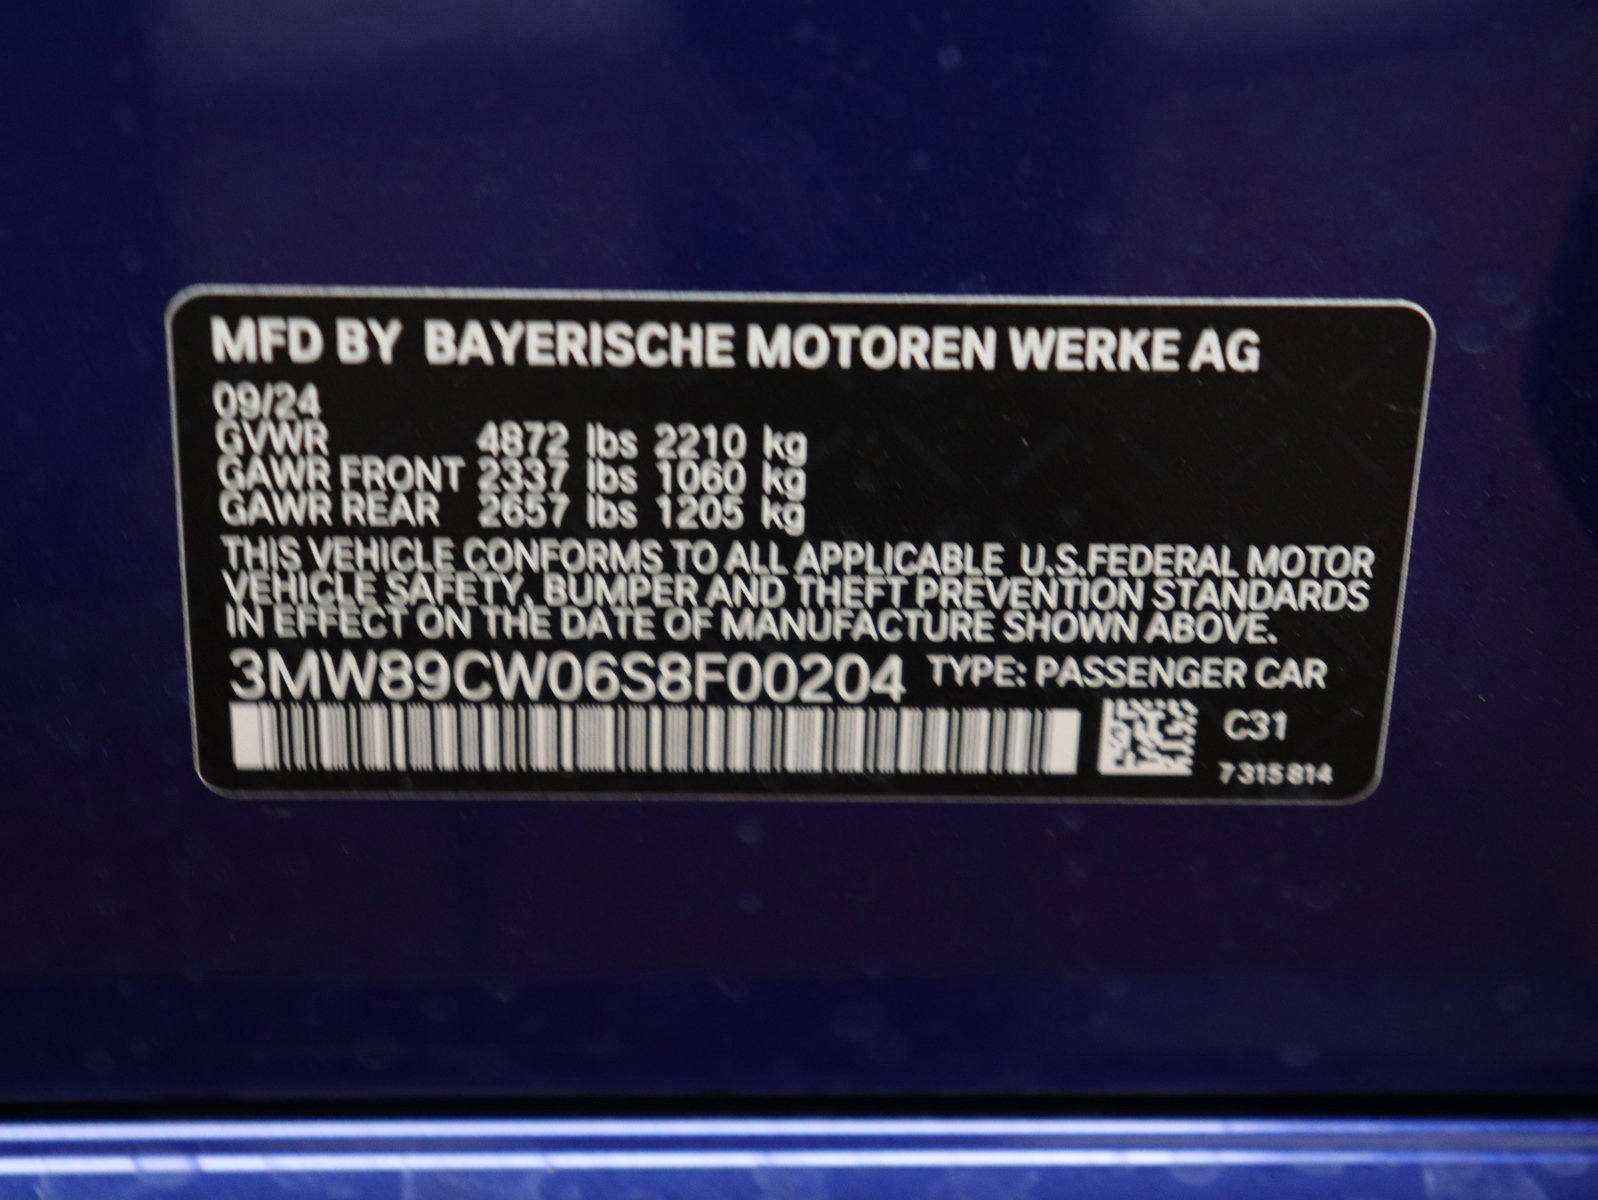 MFD BY BAYERISCHE MOTOREN WERKE AG
09/24
GVWR 4872 lbs 2210 kg
GAWR FRONT 2337 lbs 1060 kg
GAWR REAR 2657 lbs 1205 kg
THIS VEHICLE CONFORMS TO ALL APPLICABLE U.S.FEDERAL MOTOR
VEHICLE SAFETY, BUMPER AND THEFT PREVENTION STANDARDS
IN EFFECT ON THE DATE OF MANUFACTURE SHOWN ABOVE.
3MW89CW06S8F00204 TYPE: PASSENGER CAR
C31
7 315 814